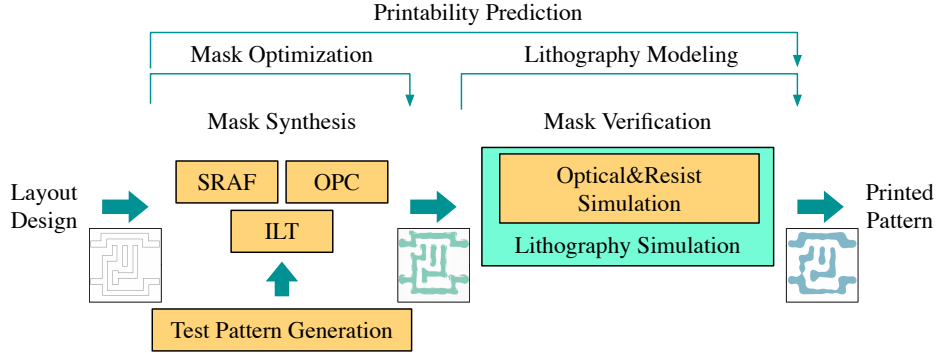 Printability Prediction
Mask Optimization
Lithography Modeling
Mask Synthesis
Mask Verification
Layout
Design
SRAF
OPC
ILT
Optical&Resist
Simulation
Lithography Simulation
Printed
Pattern
Test Pattern Generation